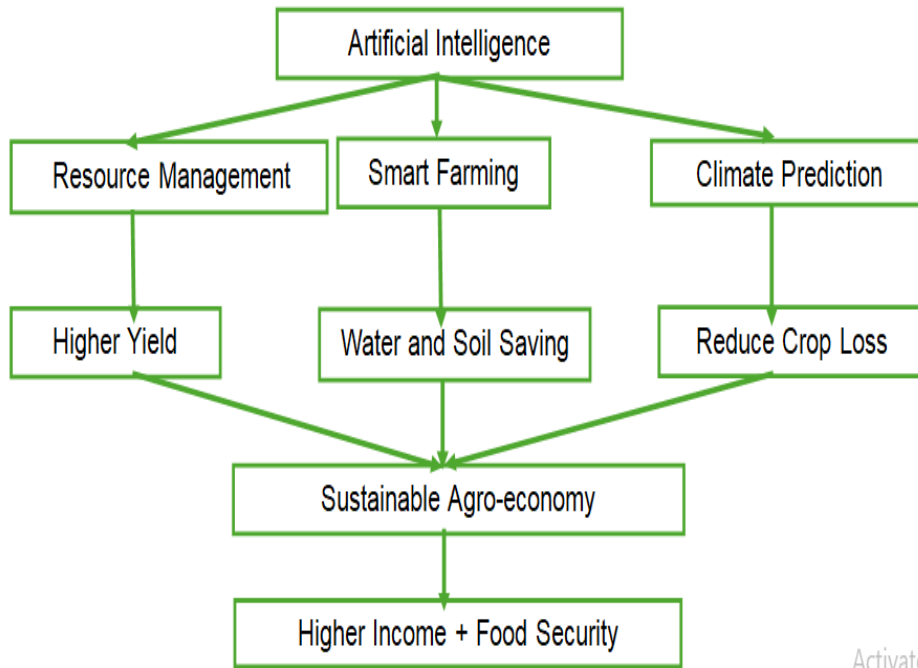 Artificial Intelligence
Resource Management
Smart Farming
Climate Prediction
Higher Yield
Water and Soil Saving
Reduce Crop Loss
Sustainable Agro-economy
Higher Income + Food Security
Activate